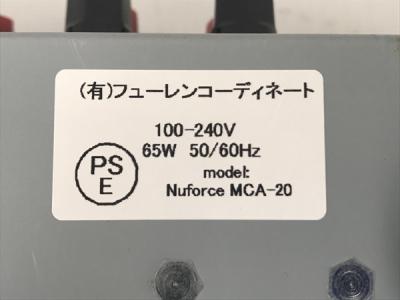 (有)フューレンコーディネート
100-240V
65W 50/60Hz
PS
E
model:
Nuforce MCA-20